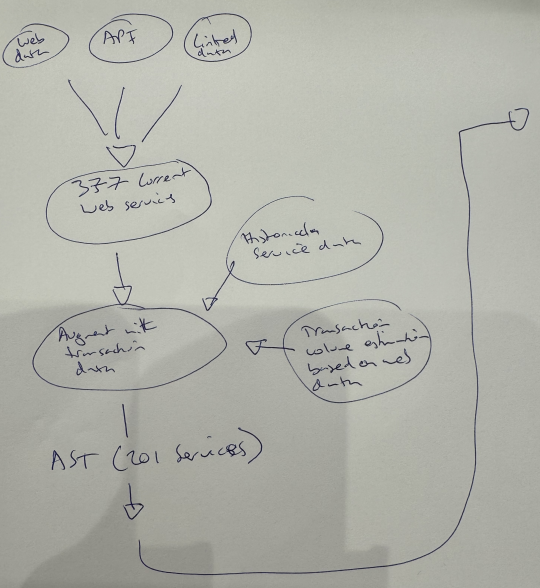 Web
data
API
Linked
data
377 Current
web services
Historical
service data
Augment with
transaction
data
Transaction
volume estimation
based on web
data
AST (201 Services)